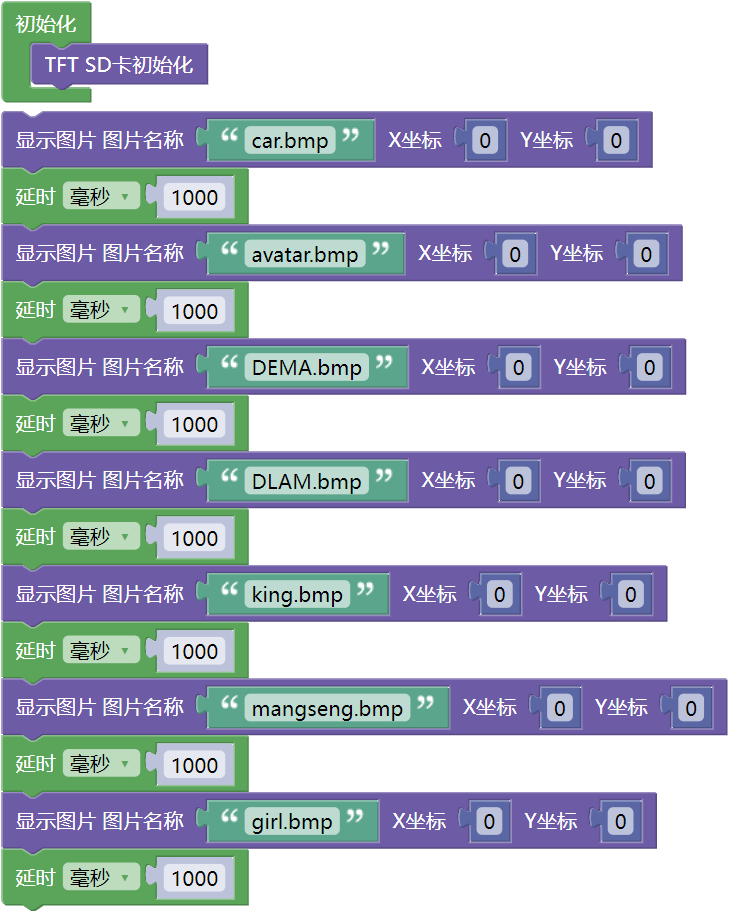 初始化
TFT SD卡初始化
显示图片 图片名称 “ car.bmp ” X坐标 0 Y坐标 0
延时 毫秒 1000
显示图片 图片名称 “ avatar.bmp ” X坐标 0 Y坐标 0
延时 毫秒 1000
显示图片 图片名称 “ DEMA.bmp ” X坐标 0 Y坐标 0
延时 毫秒 1000
显示图片 图片名称 “ DLAM.bmp ” X坐标 0 Y坐标 0
延时 毫秒 1000
显示图片 图片名称 “ king.bmp ” X坐标 0 Y坐标 0
延时 毫秒 1000
显示图片 图片名称 “ mangseng.bmp ” X坐标 0 Y坐标 0
延时 毫秒 1000
显示图片 图片名称 “ girl.bmp ” X坐标 0 Y坐标 0
延时 毫秒 1000